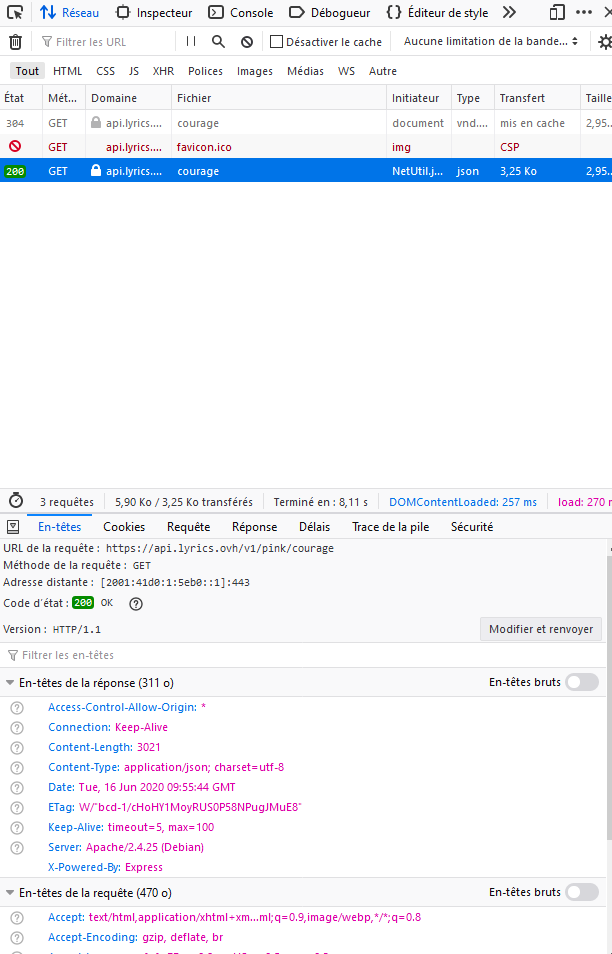 Réseau Inspecteur Console Débogueur Éditeur de style
Filtrer les URL Désactiver le cache Aucune limitation de la bande...
Tout HTML CSS JS XHR Polices Images Médias WS Autre
État Mét... Domaine Fichier Initiateur Type Transfert Taille
304 GET api.lyrics.... courage document vnd.... mis en cache 2,95...
GET api.lyrics.... favicon.ico img CSP
200 GET api.lyrics.... courage NetUtil.j... json 3,25 Ko 2,95...
3 requêtes 5,90 Ko / 3,25 Ko transférés Terminé en : 8,11 s DOMContentLoaded: 257 ms load: 270 m
En-têtes Cookies Requête Réponse Délais Trace de la pile Sécurité
URL de la requête : https://api.lyrics.ovh/v1/pink/courage
Méthode de la requête : GET
Adresse distante : [2001:41d0:1:5eb0::1]:443
Code d'état : 200 OK
Version : HTTP/1.1 Modifier et renvoyer
Filtrer les en-têtes
En-têtes de la réponse (311 o) En-têtes bruts
Access-Control-Allow-Origin: *
Connection: Keep-Alive
Content-Length: 3021
Content-Type: application/json; charset=utf-8
Date: Tue, 16 Jun 2020 09:55:44 GMT
ETag: W/"bcd-1/cHoHY1MoyRUS0P58NPugJMuE8"
Keep-Alive: timeout=5, max=100
Server: Apache/2.4.25 (Debian)
X-Powered-By: Express
En-têtes de la requête (470 o) En-têtes bruts
Accept: text/html,application/xhtml+xm...ml;q=0.9,image/webp,*/*;q=0.8
Accept-Encoding: gzip, deflate, br